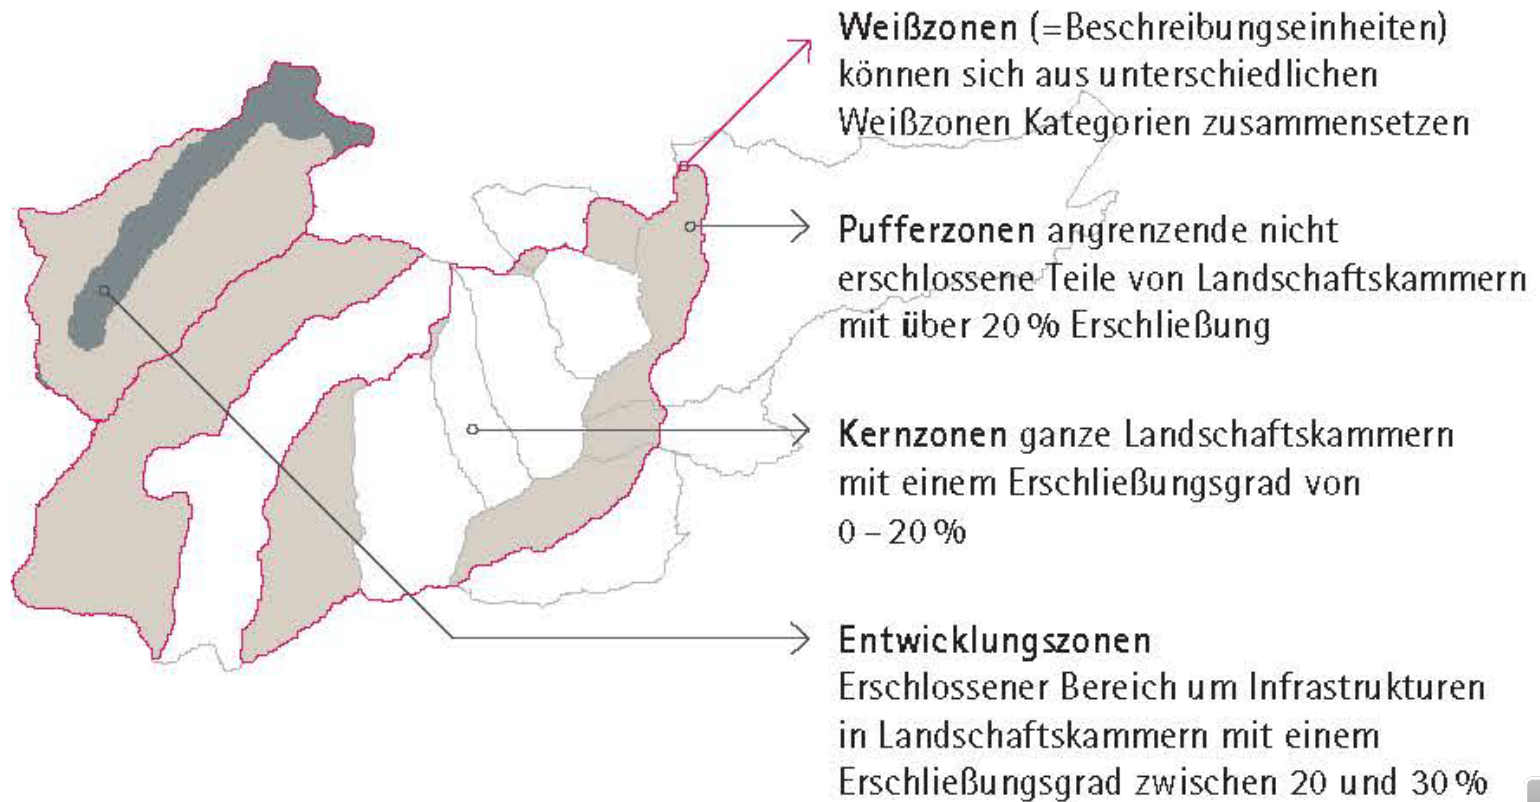 Weißzonen (=Beschreibungseinheiten)
können sich aus unterschiedlichen
Weißzonen Kategorien zusammensetzen
Pufferzonen angrenzende nicht
erschlossene Teile von Landschaftskammern
mit über 20 % Erschließung
Kernzonen ganze Landschaftskammern
mit einem Erschließungsgrad von
0 – 20 %
Entwicklungszonen
Erschlossener Bereich um Infrastrukturen
in Landschaftskammern mit einem
Erschließungsgrad zwischen 20 und 30 %